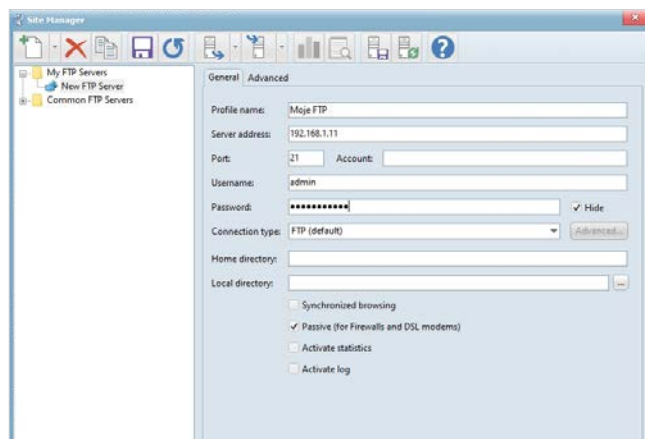 Site Manager
My FTP Servers
New FTP Server
Common FTP Servers
General Advanced
Profile name: Moje FTP
Server address: 192.168.1.11
Port: 21 Account:
Username: admin
Password: ●●●●●●●●●●● Hide
Connection type: FTP (default) Advanced...
Home directory:
Local directory: ...
Synchronized browsing
Passive (for Firewalls and DSL modems)
Activate statistics
Activate log